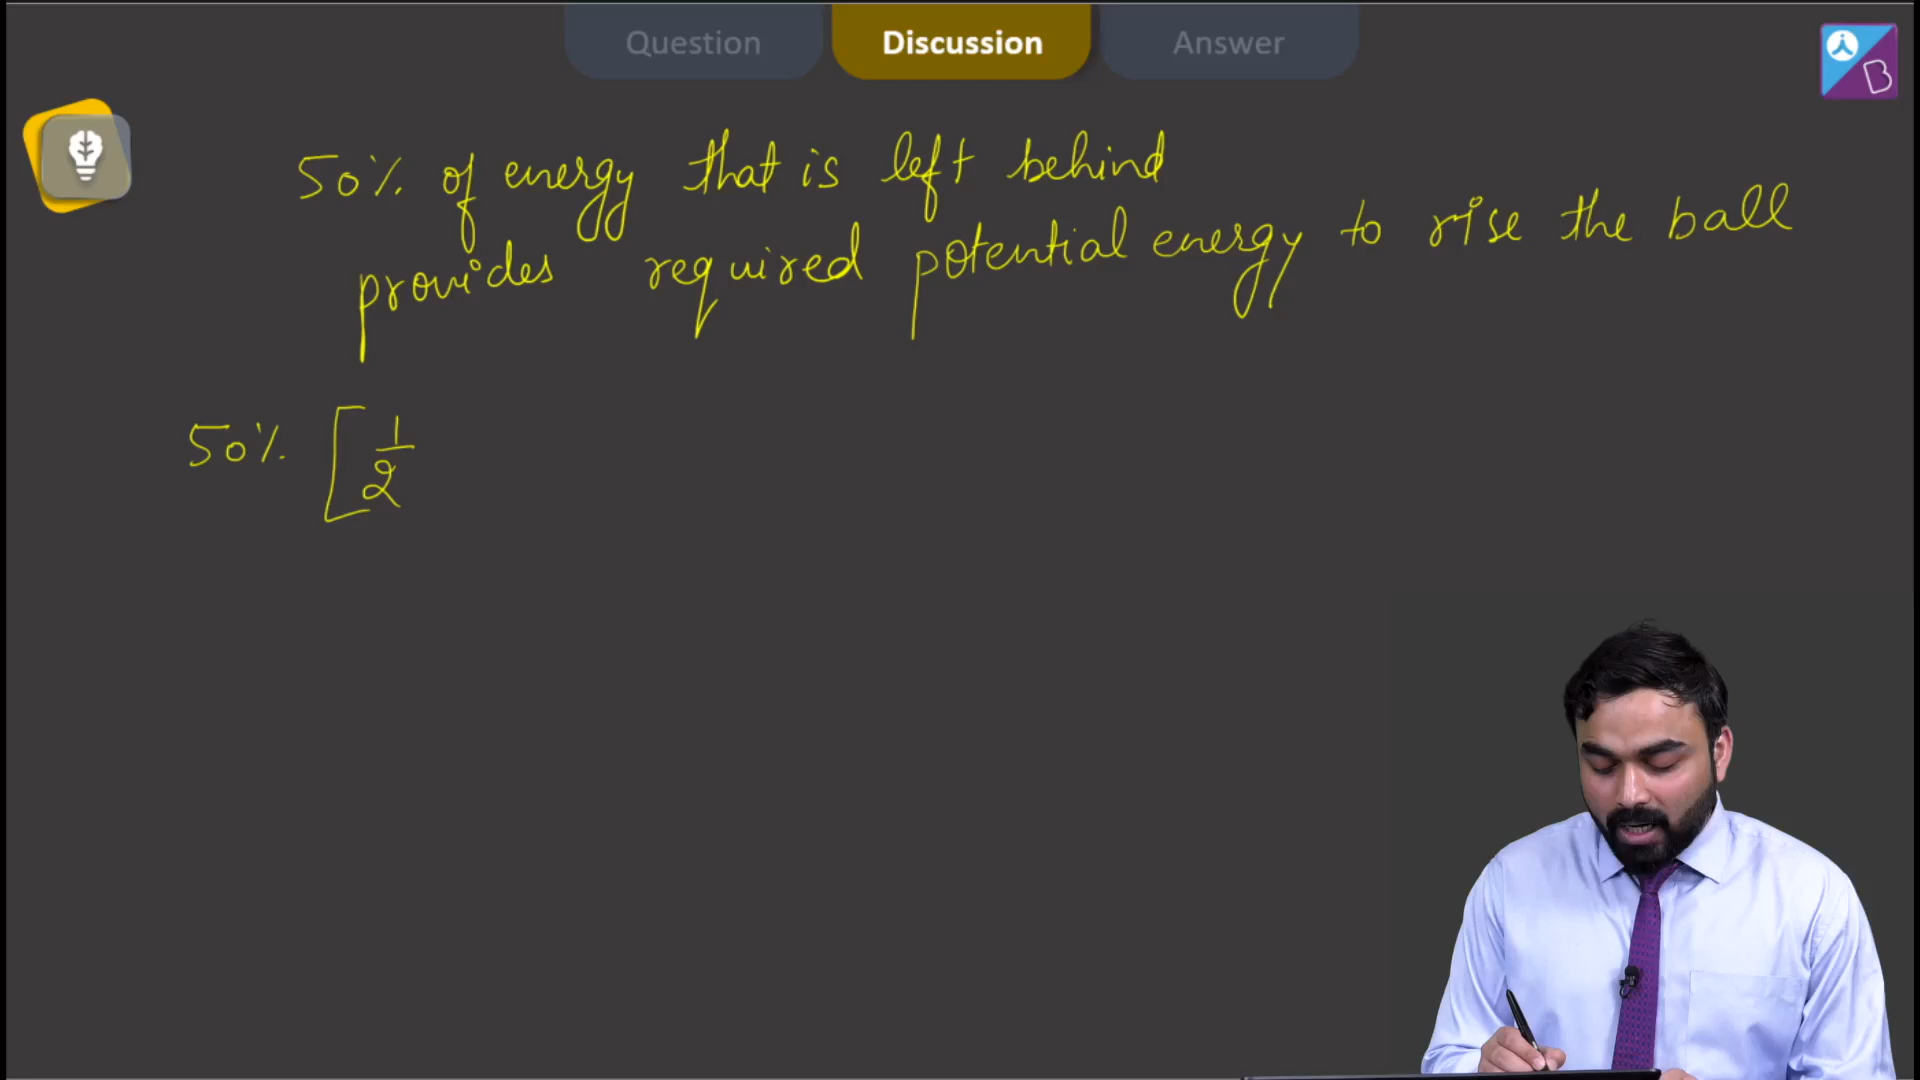 Question Discussion Answer
B
50% of energy that is left behind
provides required potential energy to rise the ball
50% [ 1/2